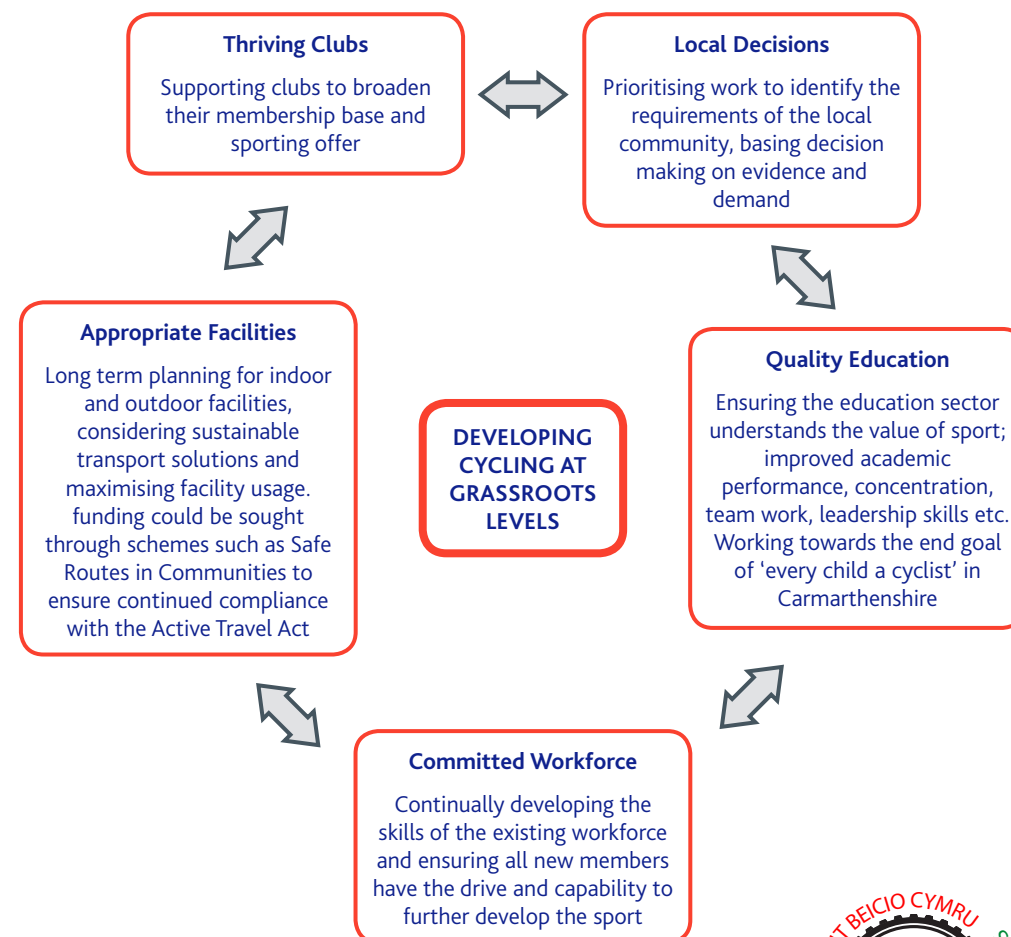 Thriving Clubs
Supporting clubs to broaden
their membership base and
sporting offer
Local Decisions
Prioritising work to identify the
requirements of the local
community, basing decision
making on evidence and
demand
Appropriate Facilities
Long term planning for indoor
and outdoor facilities,
considering sustainable
transport solutions and
maximising facility usage.
funding could be sought
through schemes such as Safe
Routes in Communities to
ensure continued compliance
with the Active Travel Act
DEVELOPING
CYCLING AT
GRASSROOTS
LEVELS
Quality Education
Ensuring the education sector
understands the value of sport;
improved academic
performance, concentration,
team work, leadership skills etc.
Working towards the end goal
of ‘every child a cyclist’ in
Carmarthenshire
Committed Workforce
Continually developing the
skills of the existing workforce
and ensuring all new members
have the drive and capability to
further develop the sport
BEICIO CYMRU